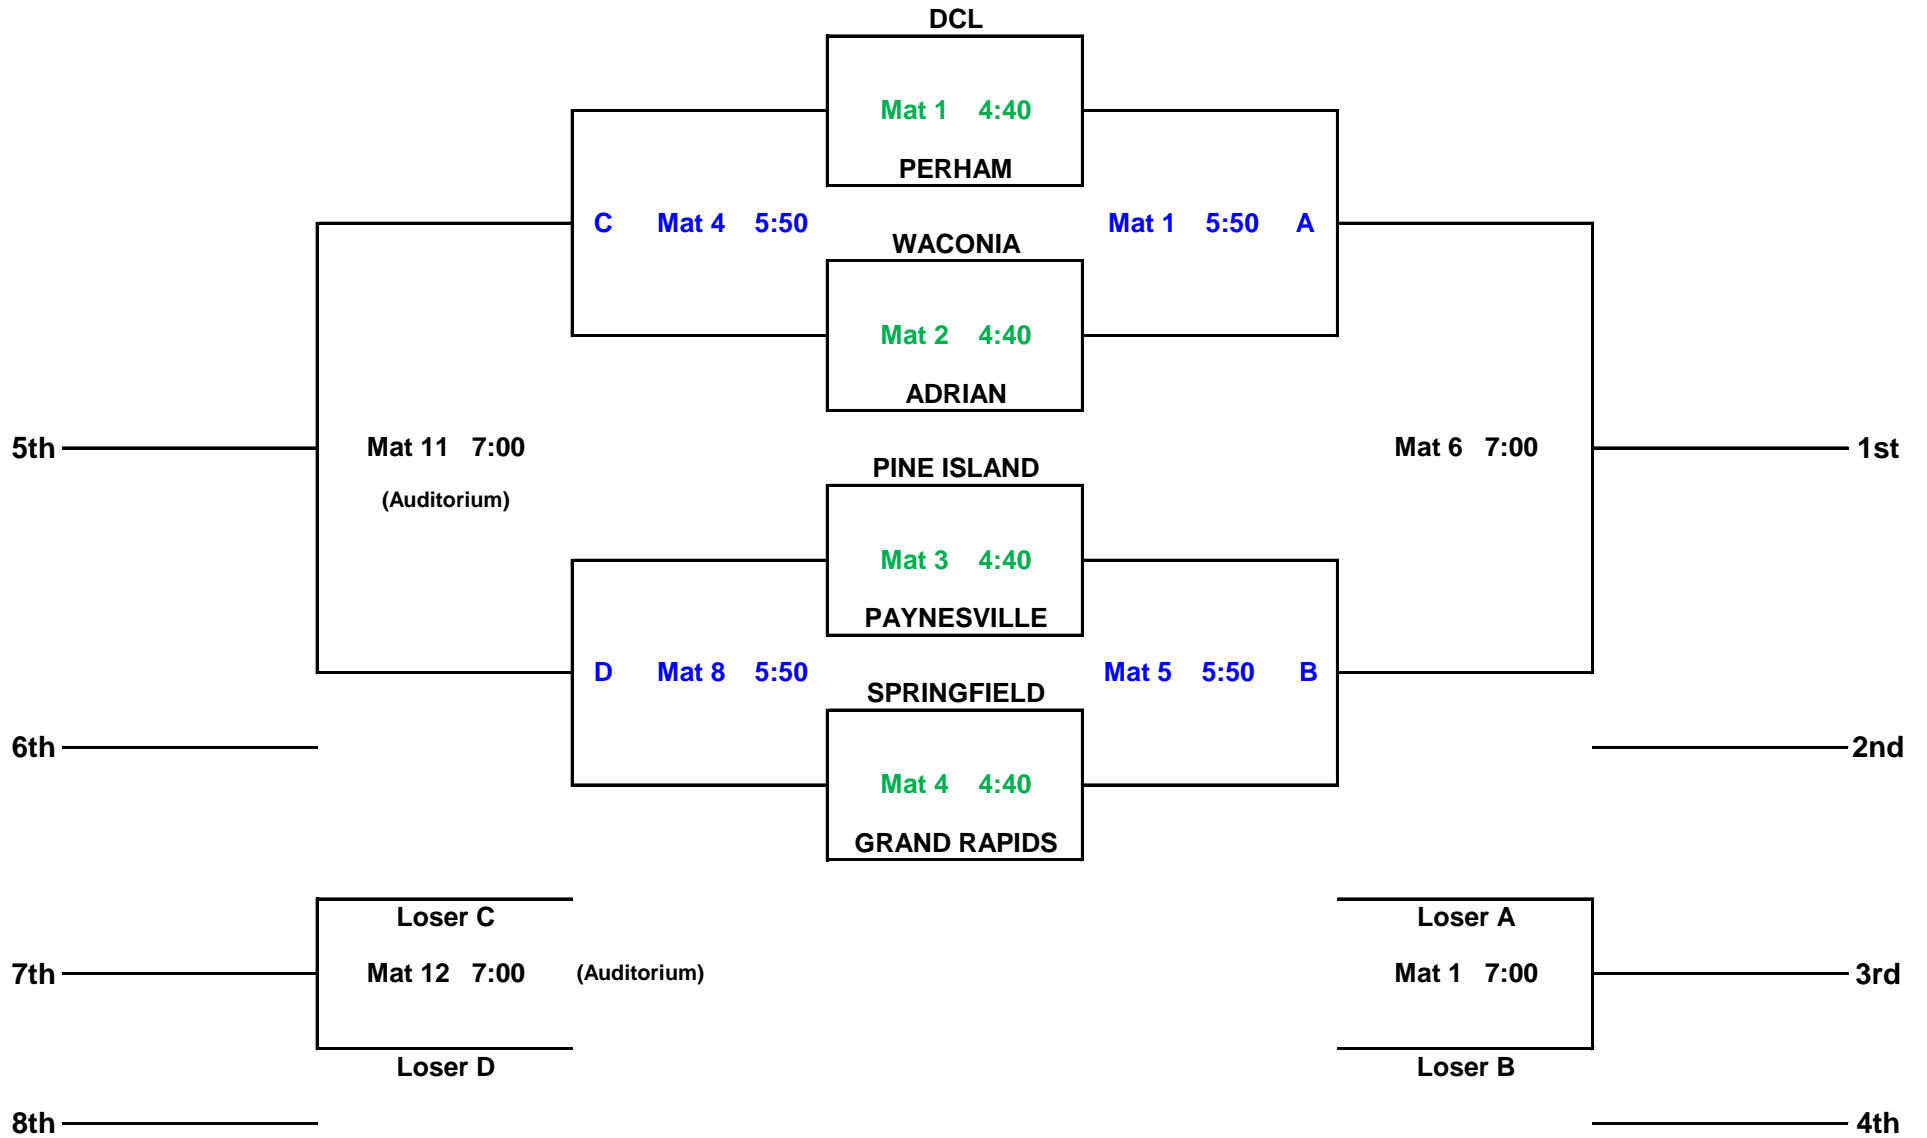 DCL
Mat 1 4:40
PERHAM
C Mat 4 5:50
Mat 1 5:50 A
WACONIA
Mat 2 4:40
ADRIAN
5th
Mat 11 7:00
(Auditorium)
Mat 6 7:00
1st
PINE ISLAND
Mat 3 4:40
PAYNESVILLE
D Mat 8 5:50
Mat 5 5:50 B
SPRINGFIELD
Mat 4 4:40
GRAND RAPIDS
6th
2nd
Loser C
7th
Mat 12 7:00 (Auditorium)
Loser D
8th
Loser A
Mat 1 7:00
3rd
Loser B
4th